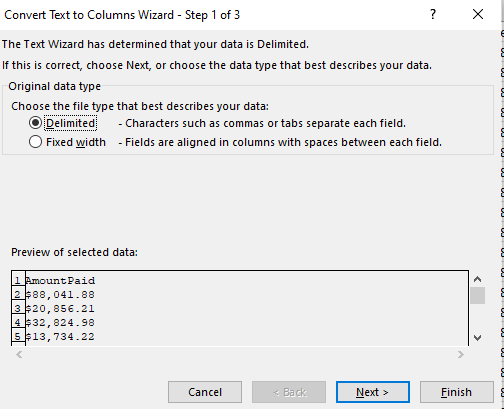 Convert Text to Columns Wizard - Step 1 of 3 ? X
The Text Wizard has determined that your data is Delimited.
If this is correct, choose Next, or choose the data type that best describes your data.
Original data type
Choose the file type that best describes your data:
Delimited - Characters such as commas or tabs separate each field.
Fixed width - Fields are aligned in columns with spaces between each field.
Preview of selected data:
1 AmountPaid
2 $88,041.88
3 $20,856.21
4 $32,824.98
5 $13,734.22
Cancel < Back Next > Finish